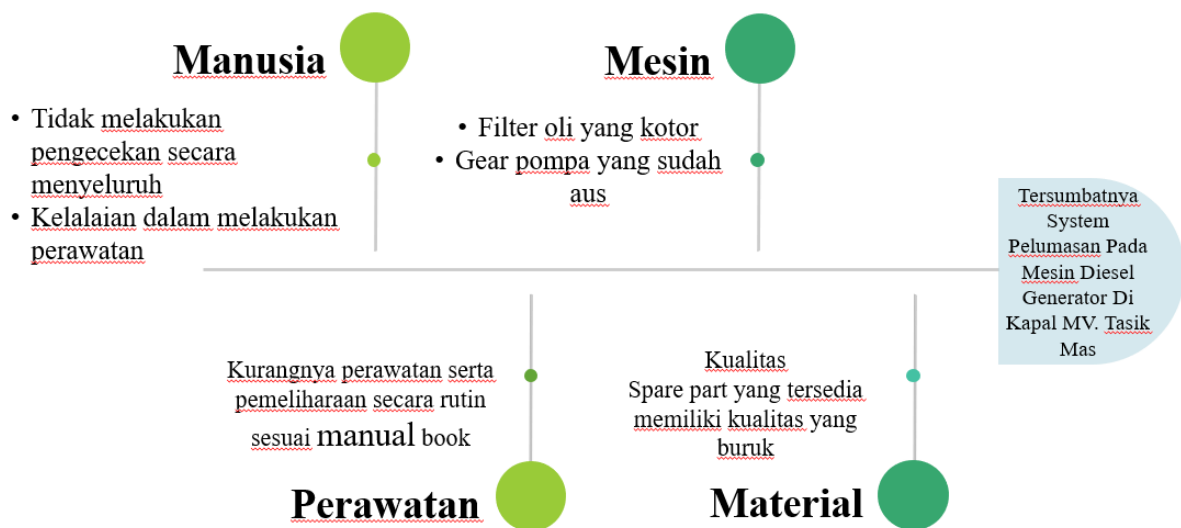 Manusia
• Tidak melakukan
pengecekan secara
menyeluruh
• Kelalaian dalam melakukan
perawatan
Mesin
• Filter oli yang kotor
• Gear pompa yang sudah
aus
Tersumbatnya
System
Pelumasan Pada
Mesin Diesel
Generator Di
Kapal MV. Tasik
Mas
Kurangnya perawatan serta
pemeliharaan secara rutin
sesuai manual book
Perawatan
Kualitas
Spare part yang tersedia
memiliki kualitas yang
buruk
Material